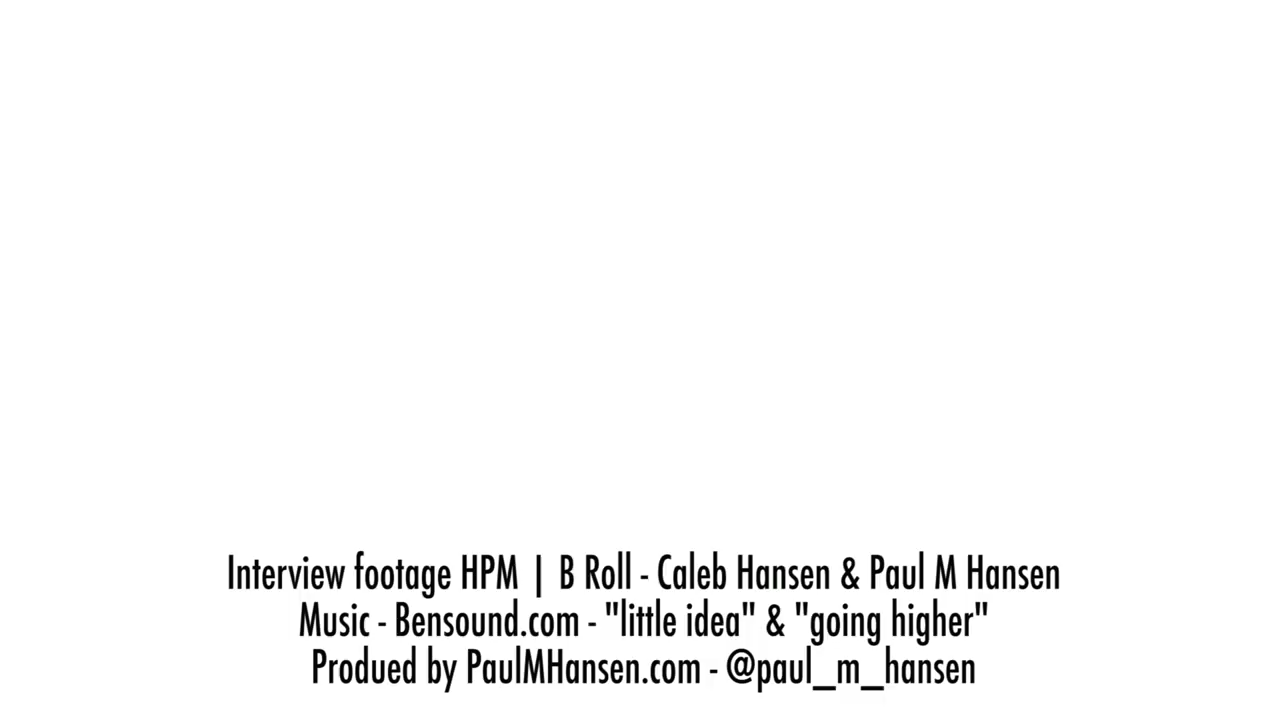 Interview footage HPM | B Roll - Caleb Hansen & Paul M Hansen
Music - Bensound.com - "little idea" & "going higher"
Produed by PaulMHansen.com - @paul_m_hansen